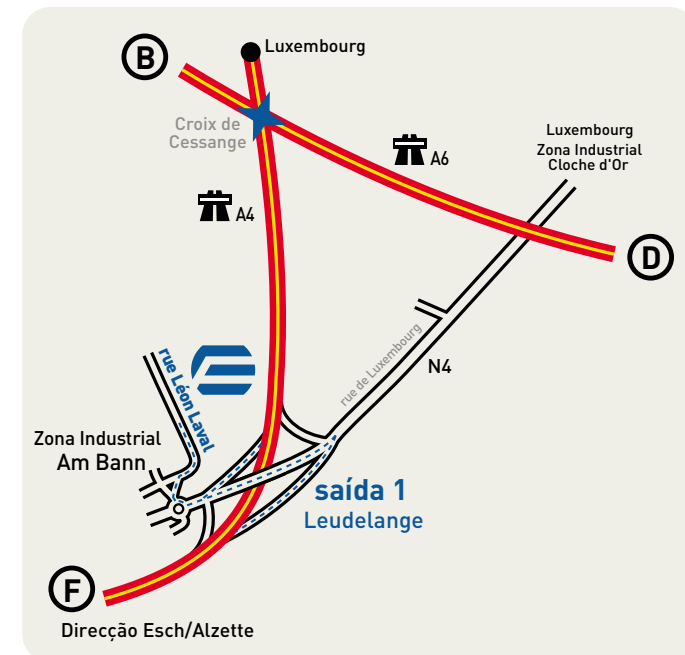 B
Luxembourg
Croix de
Cessange
A6
Luxembourg
Zona Industrial
Cloche d'Or
A4
D
rue de Luxembourg
N4
rue Léon Laval
Zona Industrial
Am Bann
saída 1
Leudelange
F
Direcção Esch/Alzette